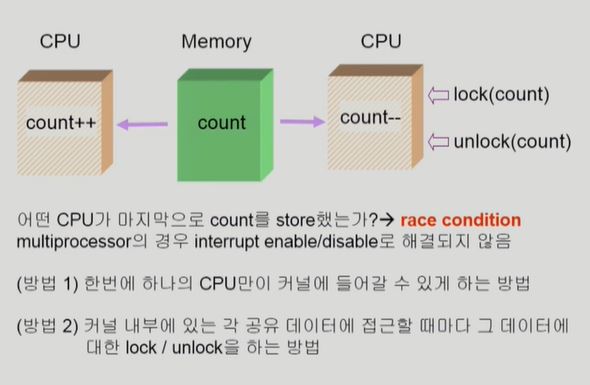 CPU
Memory
CPU
count++
count
count--
lock(count)
unlock(count)
어떤 CPU가 마지막으로 count를 store했는가?→ race condition
multiprocessor의 경우 interrupt enable/disable로 해결되지 않음
(방법 1) 한번에 하나의 CPU만이 커널에 들어갈 수 있게 하는 방법
(방법 2) 커널 내부에 있는 각 공유 데이터에 접근할 때마다 그 데이터에
대한 lock / unlock을 하는 방법